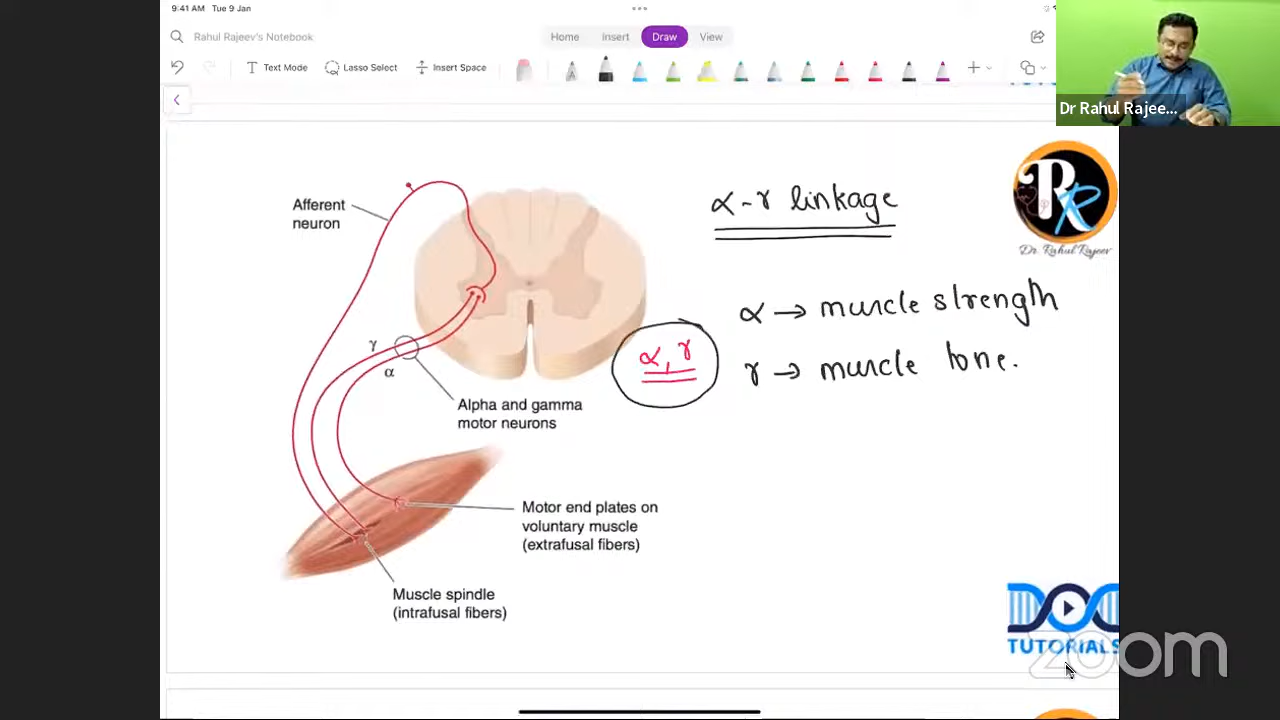 9:41 AM Tue 9 Jan
Rahul Rajeev's Notebook
Home Insert Draw View
Text Mode Lasso Select Insert Space
Dr Rahul Rajee...
Afferent
neuron
α - γ linkage
R R
Dr. Rahul Rajeev
α → muscle strength
γ
α
α, γ
γ → muscle tone.
Alpha and gamma
motor neurons
Motor end plates on
voluntary muscle
(extrafusal fibers)
Muscle spindle
(intrafusal fibers)
DOC
TUTORIALS
zoom